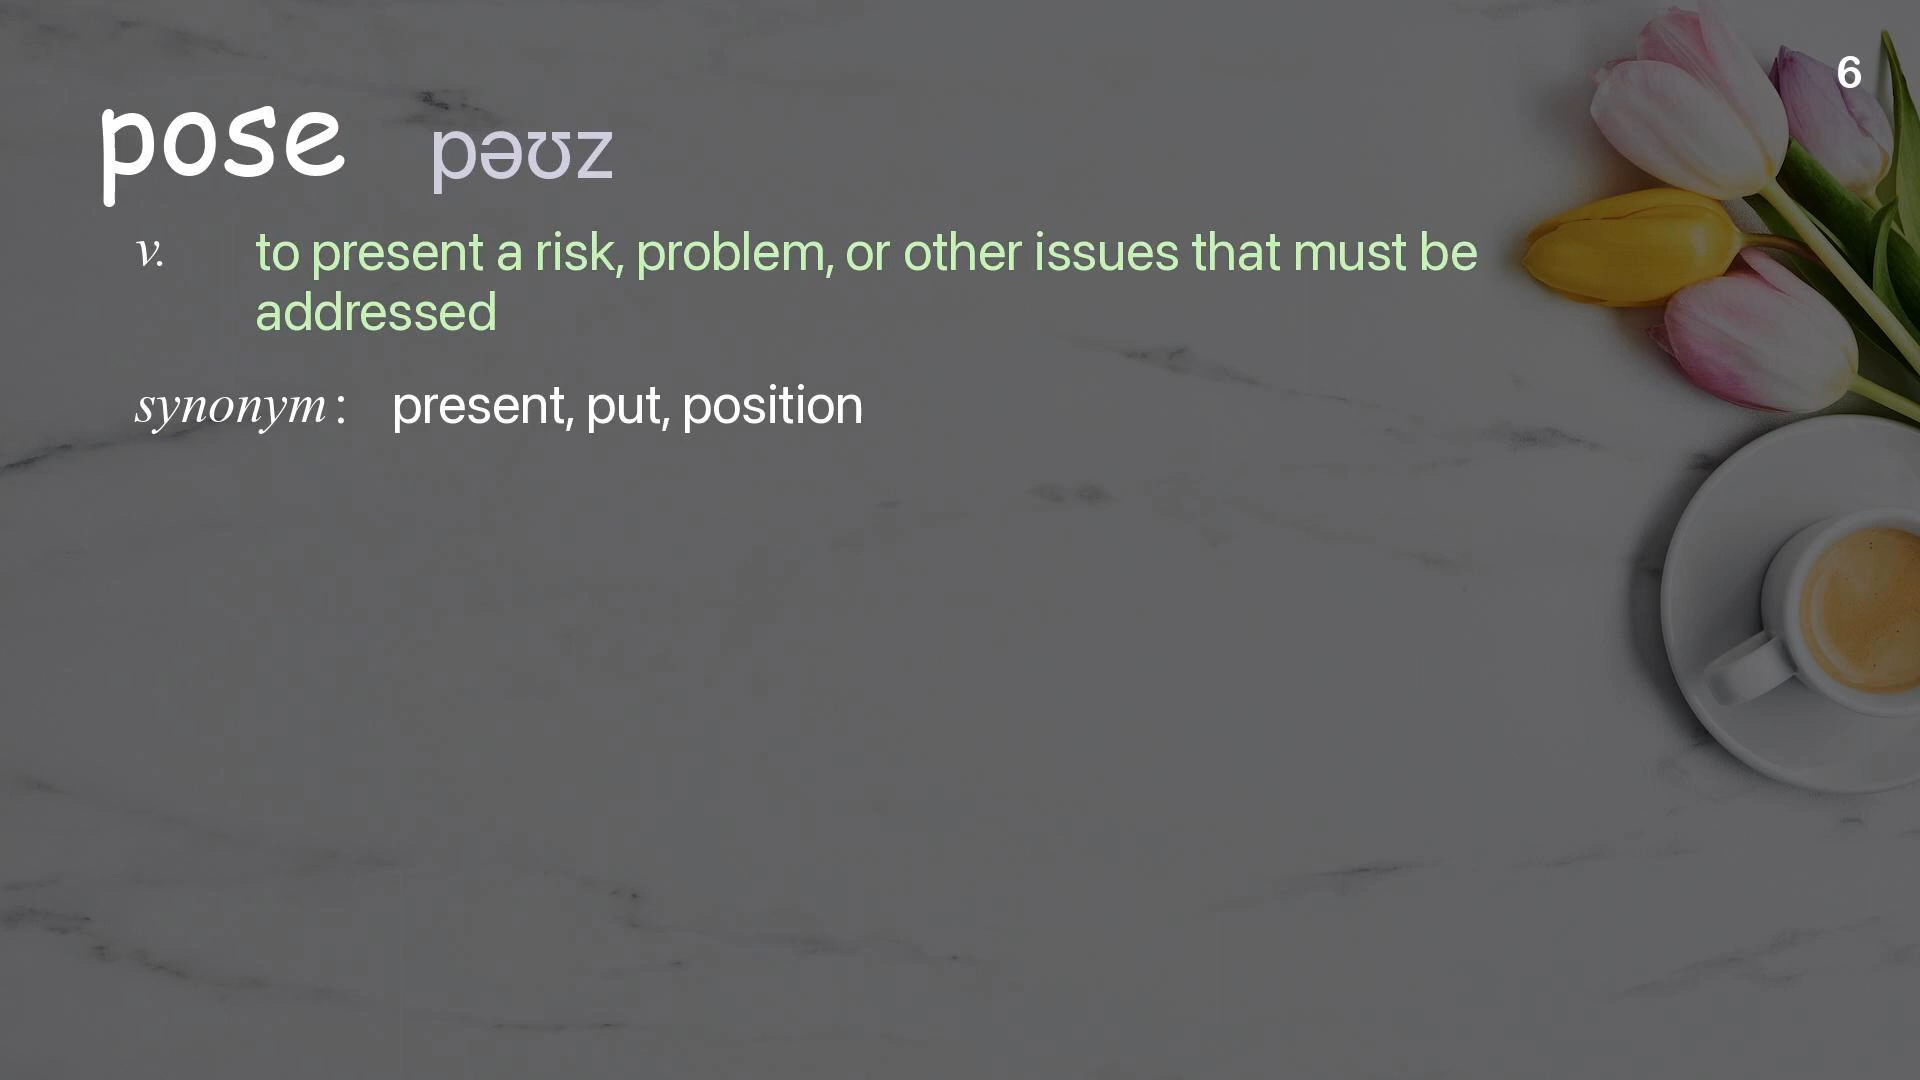 6
pose pəʊz
v. to present a risk, problem, or other issues that must be
addressed
synonym : present, put, position